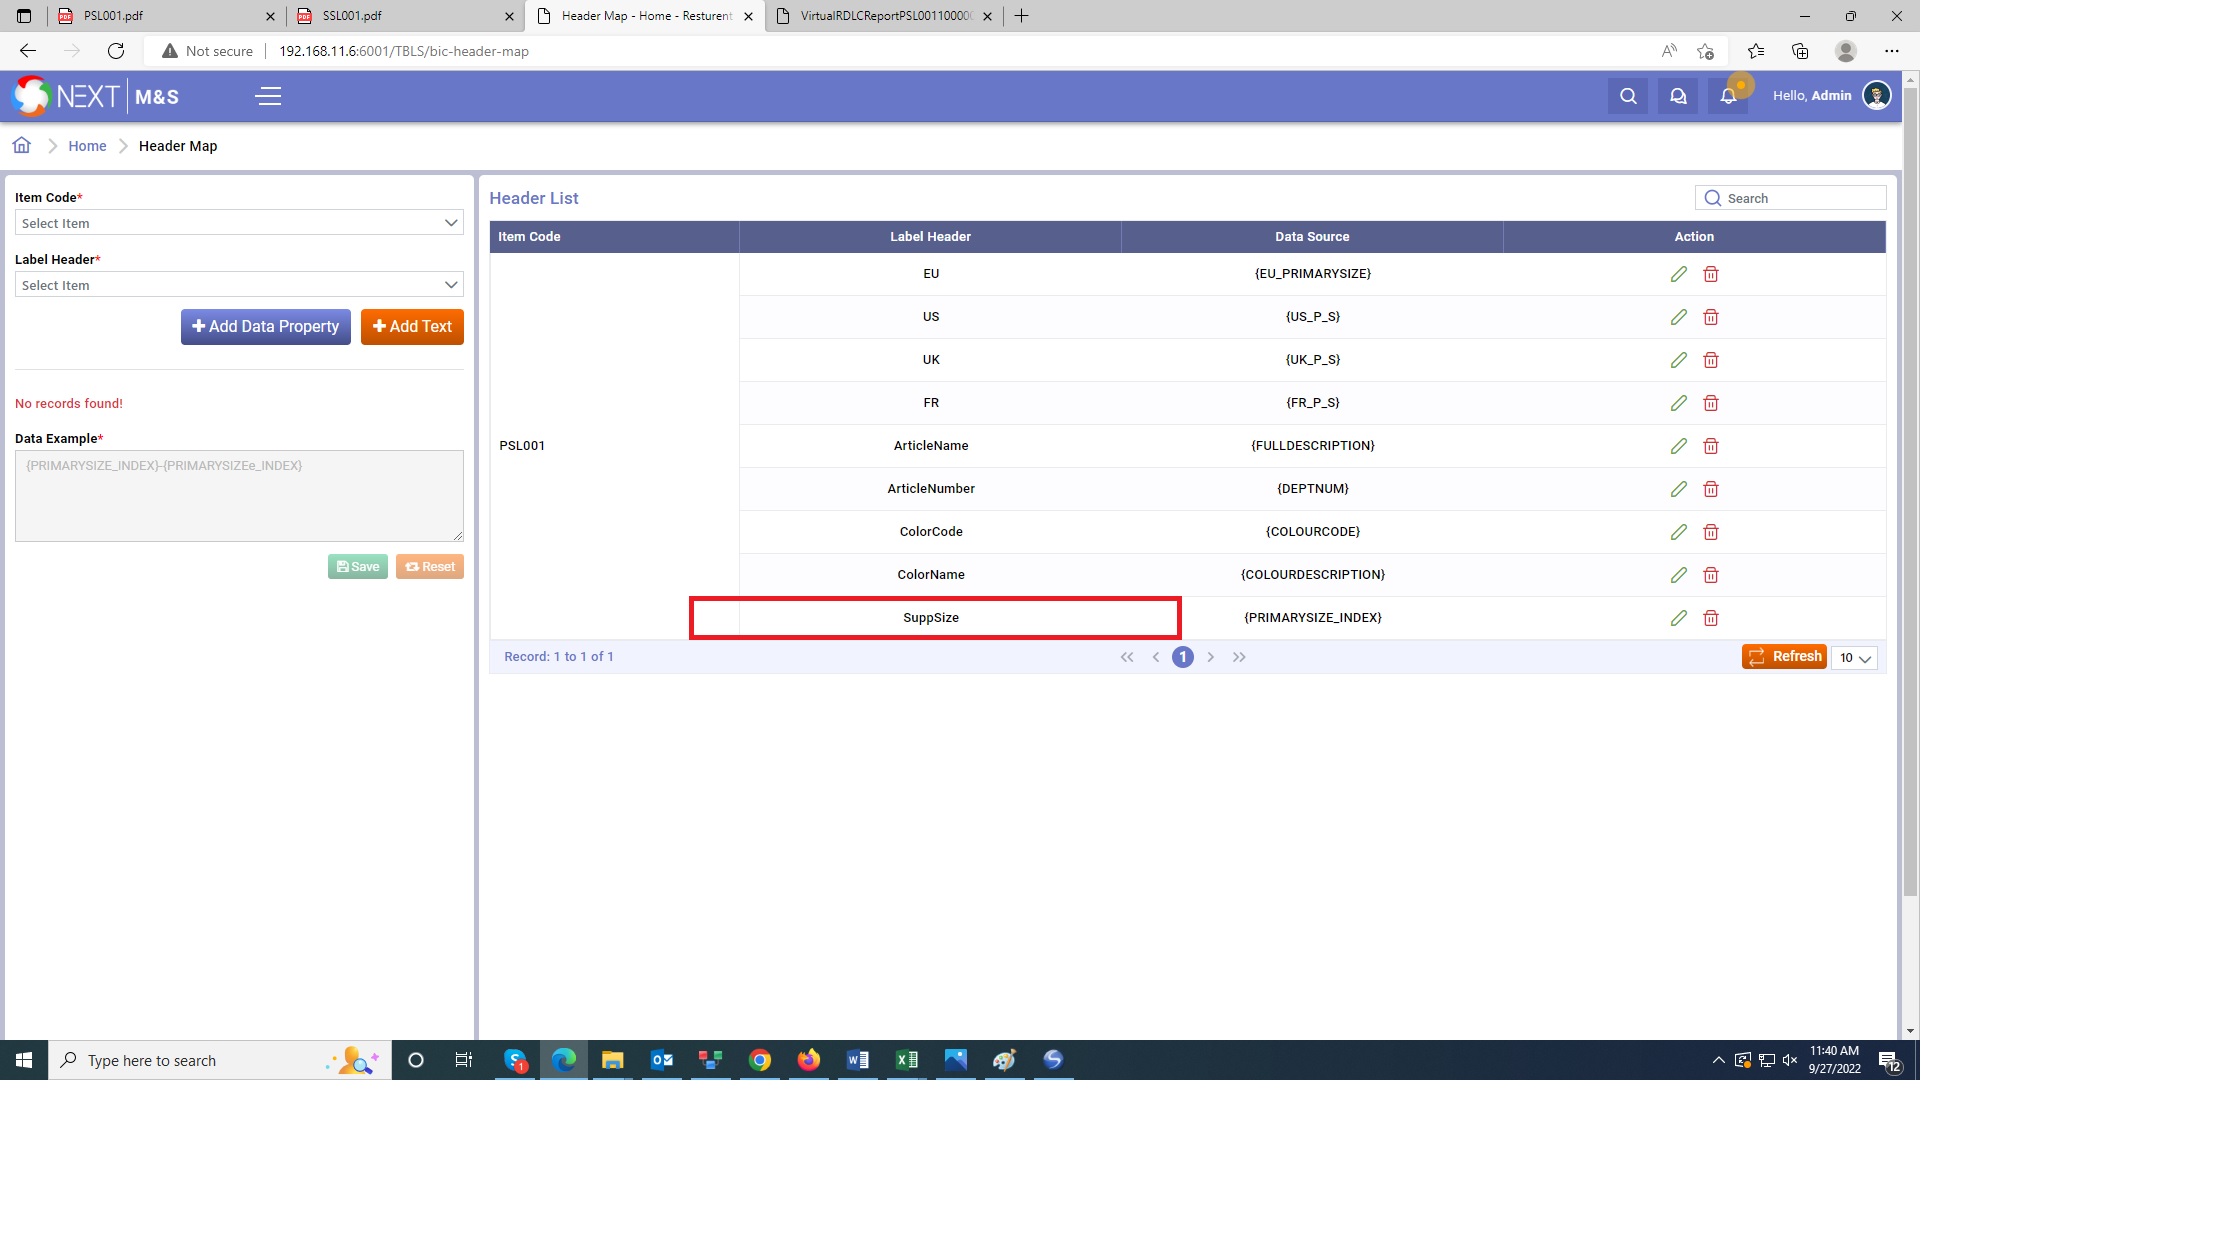 PSL001.pdf
SSL001.pdf
Header Map - Home - Resturent
VirtualRDLCReportPSL00110000
Not secure
192.168.11.6:6001/TBLS/bic-header-map
NEXT M&S
Hello, Admin
Home
Header Map
Item Code*
Select Item
Label Header*
Select Item
Add Data Property
Add Text
No records found!
Data Example*
{PRIMARYSIZE_INDEX}-{PRIMARYSIZEe_INDEX}
Save
Reset
Header List
Search
Item Code Label Header Data Source Action
PSL001
EU {EU_PRIMARYSIZE}
US {US_P_S}
UK {UK_P_S}
FR {FR_P_S}
ArticleName {FULLDESCRIPTION}
ArticleNumber {DEPTNUM}
ColorCode {COLOURCODE}
ColorName {COLOURDESCRIPTION}
SuppSize {PRIMARYSIZE_INDEX}
Record: 1 to 1 of 1
1
Refresh
10
Type here to search
1
11:40 AM
9/27/2022
12